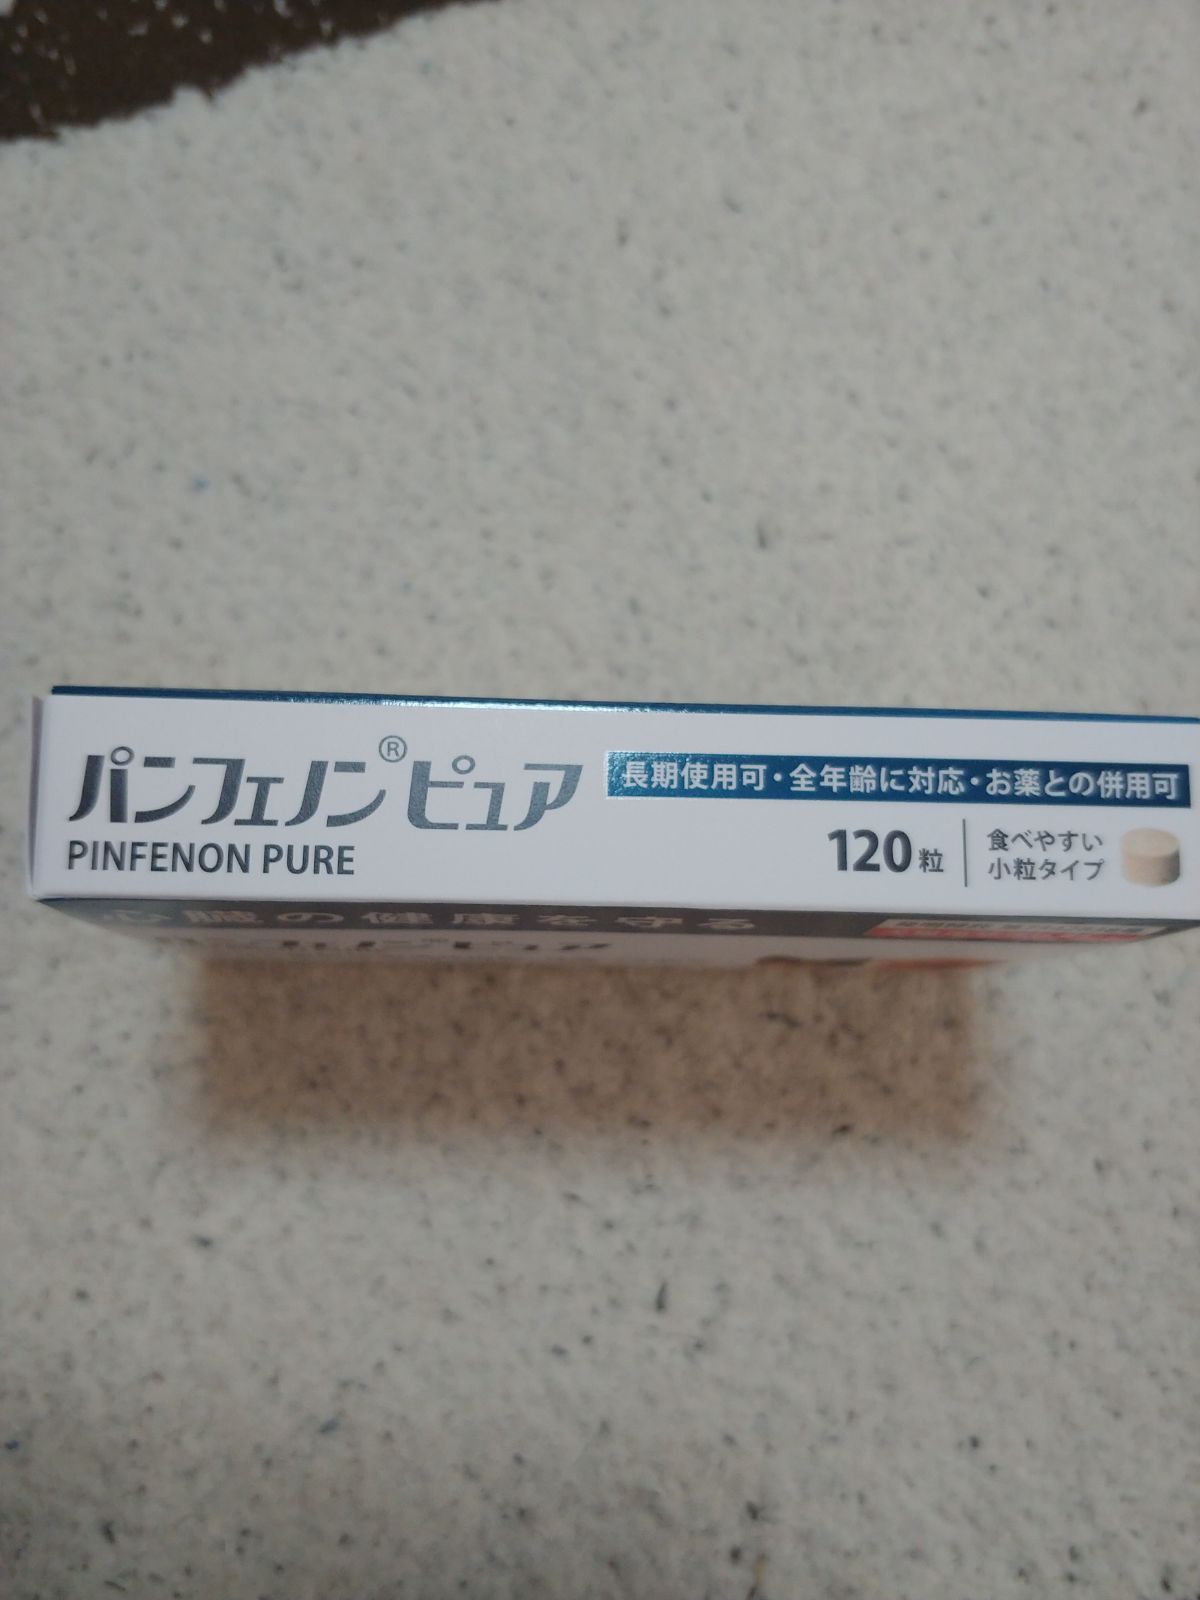 パンフェノン®ピュア
PINFENON PURE
長期使用可・全年齢に対応・お薬との併用可
120粒
食べやすい
小粒タイプ
心臓の健康を守る